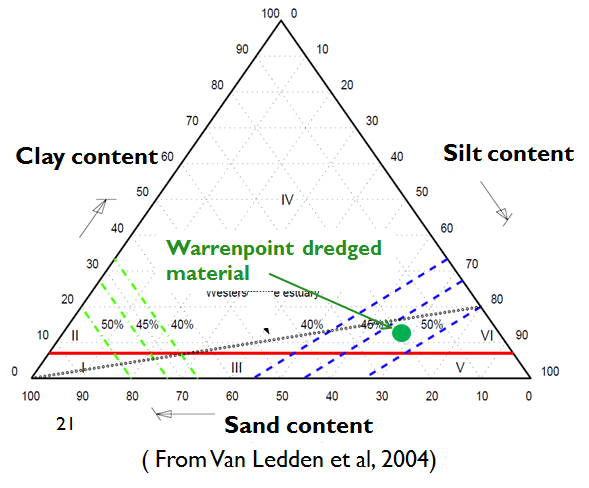 100 0
90 10
80 20
70 30
Clay content
60 40
Silt content
50 50
IV
40 60
Warrenpoint dredged
material
30 70
20 80
II 50% 45% 40% 40% 45% 50% VI
10 90
I III V
0 100
100 90 80 70 60 50 40 30 20 10 0
21
Sand content
( From Van Ledden et al, 2004)